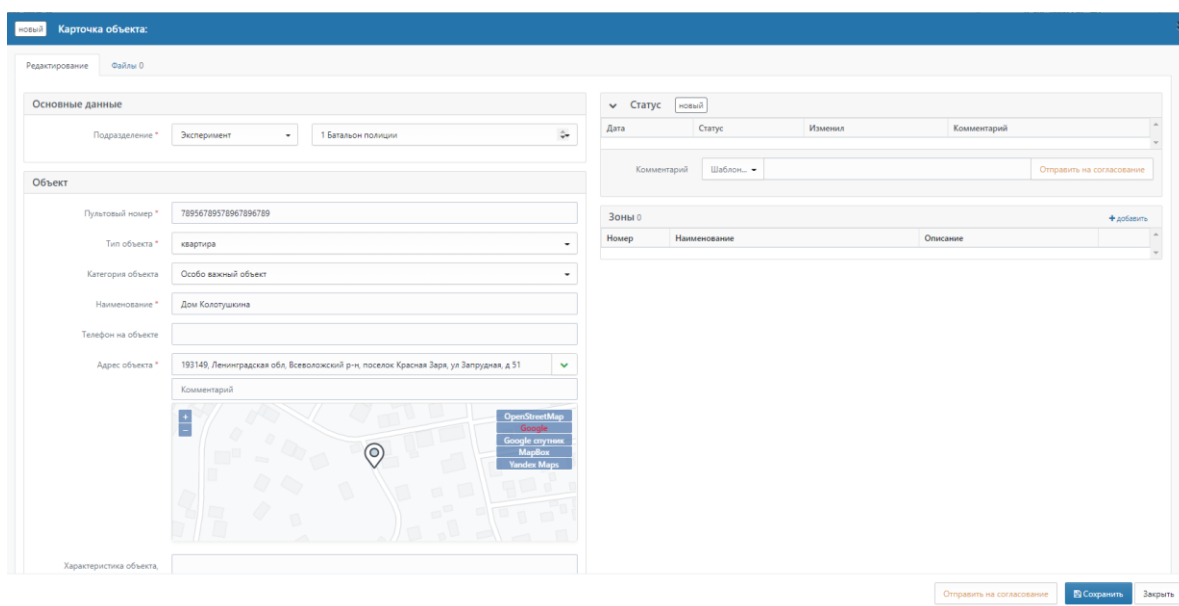 новый Карточка объекта:
Редактирование Файлы 0
Основные данные
Подразделение * Эксперимент 1 Батальон полиции
Объект
Пультовый номер * 78956789578967896789
Тип объекта * квартира
Категория объекта Особо важный объект
Наименование * Дом Колотушкина
Телефон на объекте
Адрес объекта * 193149, Ленинградская обл, Всеволожский р-н, поселок Красная Заря, ул Запрудная, д 51
Комментарий
+
−
OpenStreetMap
Google
Google спутник
MapBox
Yandex Maps
Характеристика объекта,
Статус новый
Дата Статус Изменил Комментарий
Комментарий Шаблон... Отправить на согласование
Зоны 0 + добавить
Номер Наименование Описание
Отправить на согласование Сохранить Закрыть